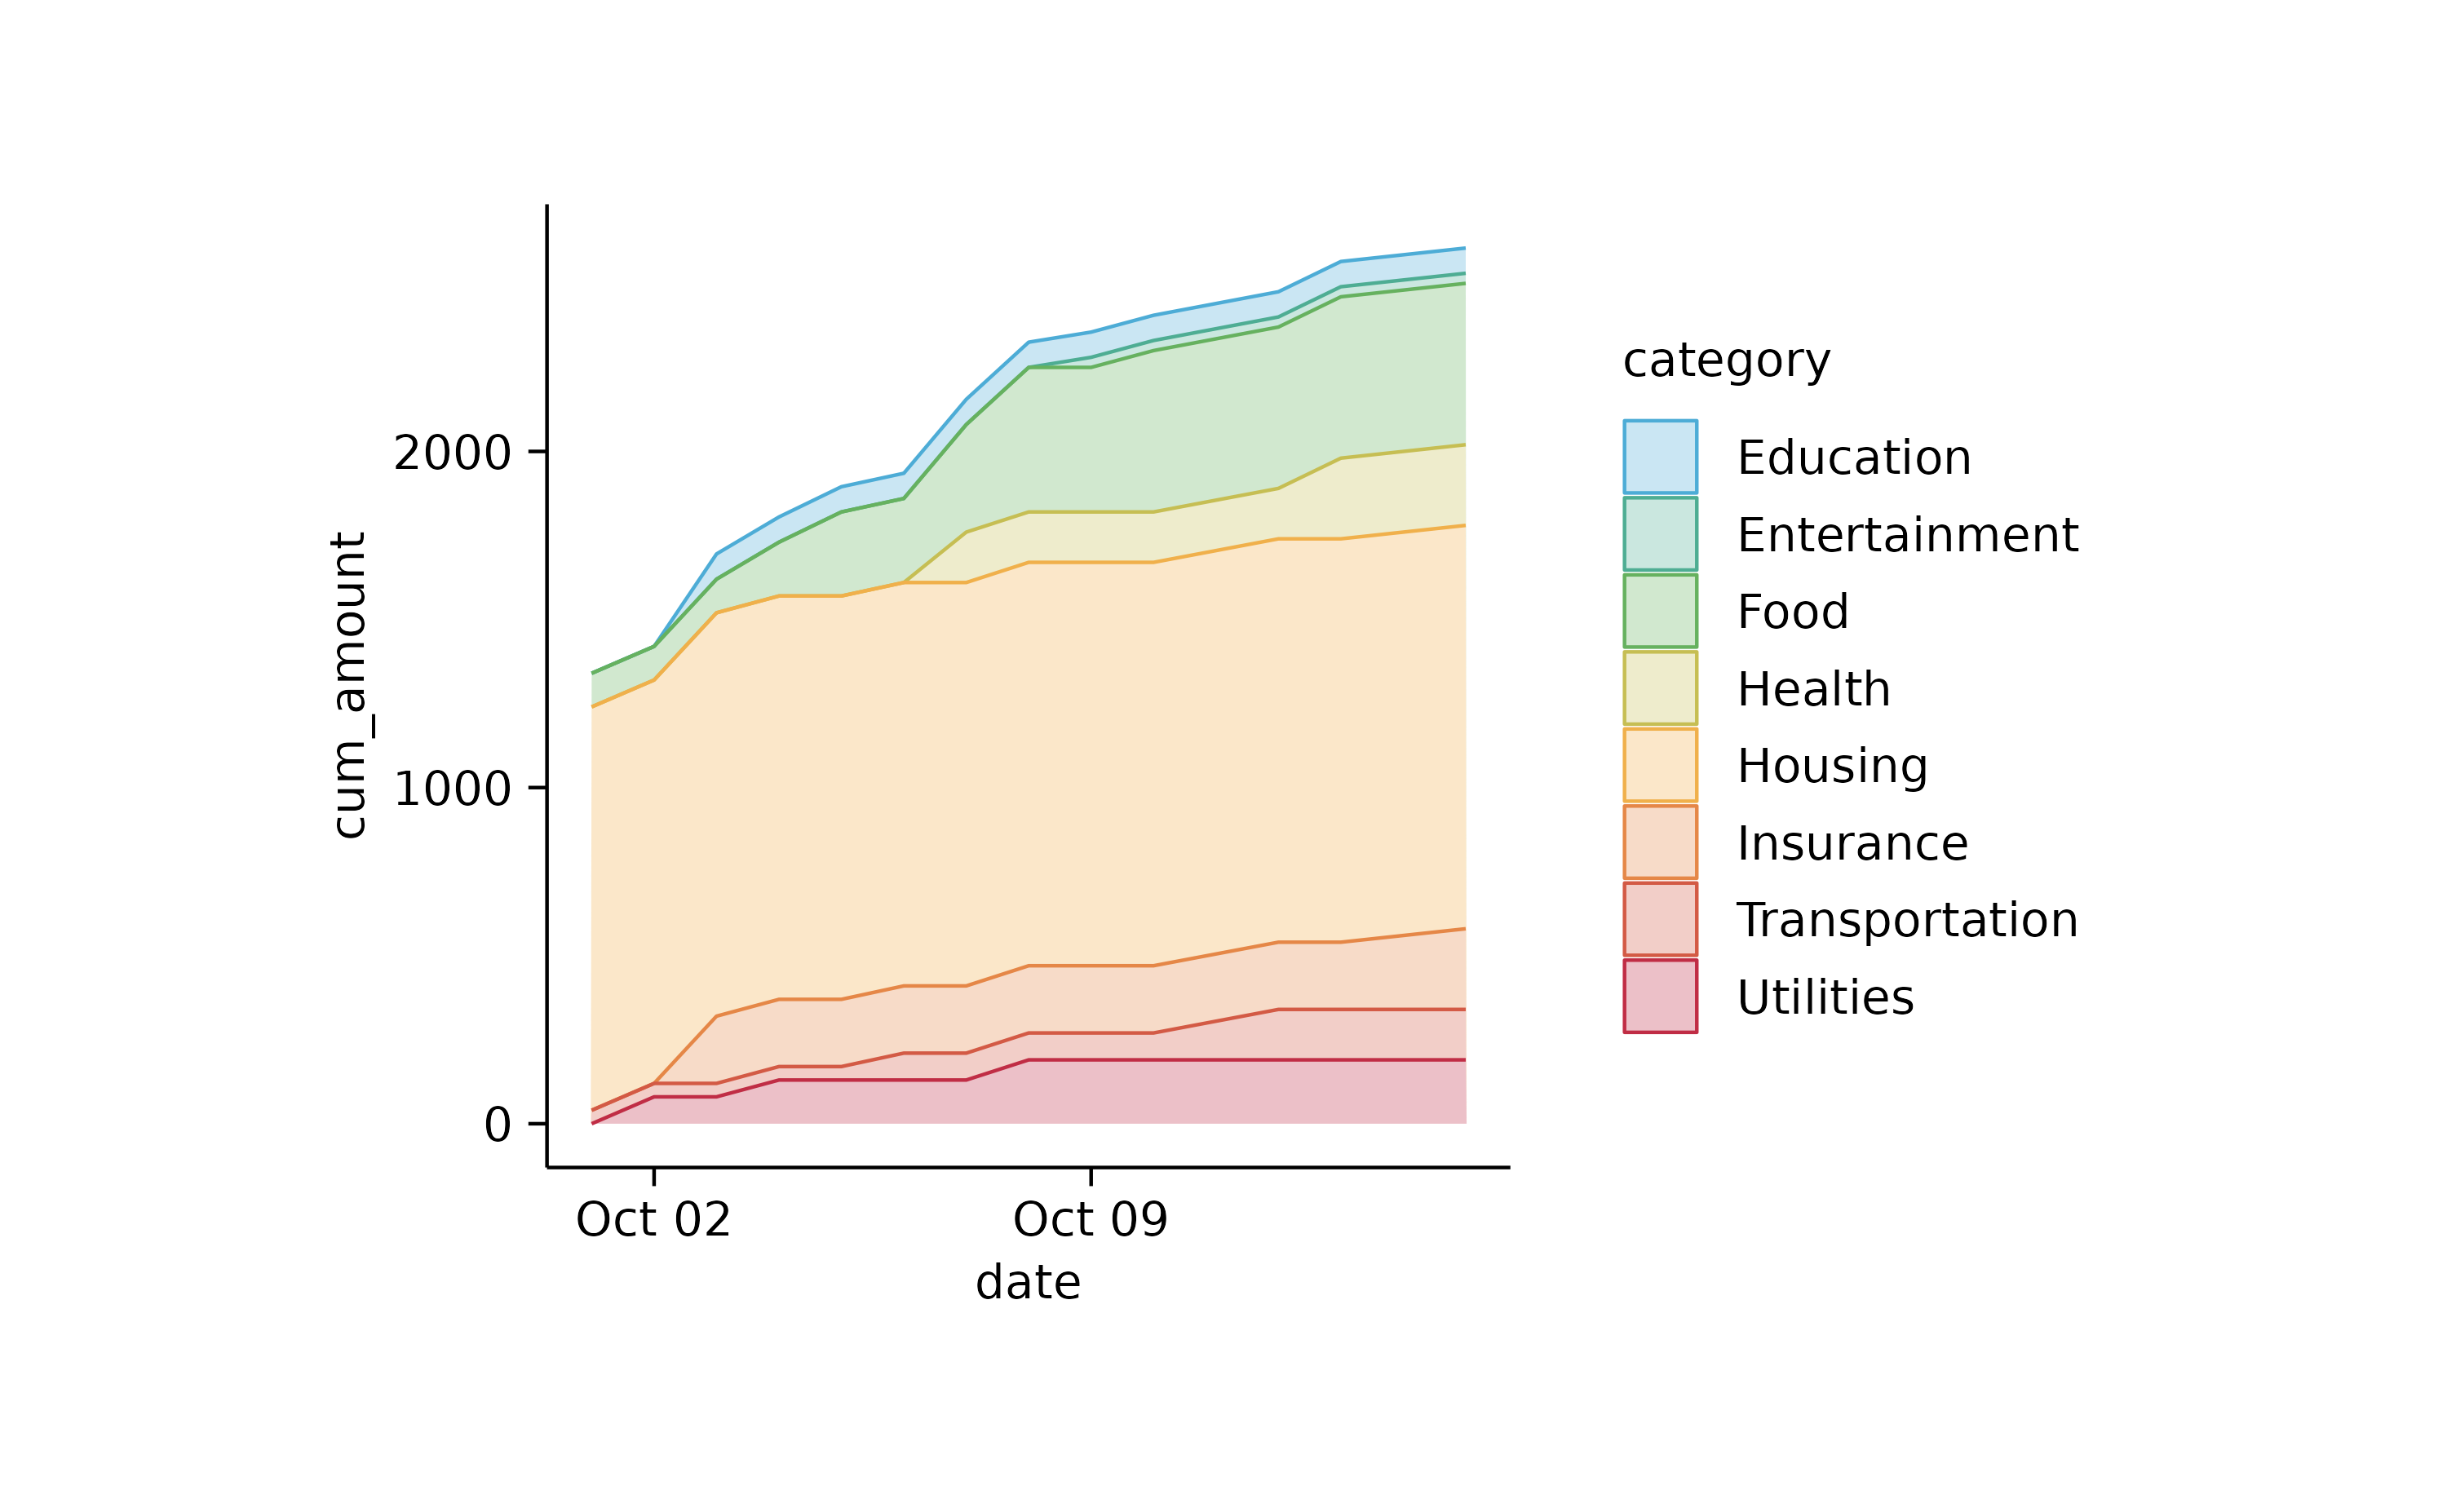 cum_amount
2000
1000
0
Oct 02
Oct 09
date
category
Education
Entertainment
Food
Health
Housing
Insurance
Transportation
Utilities